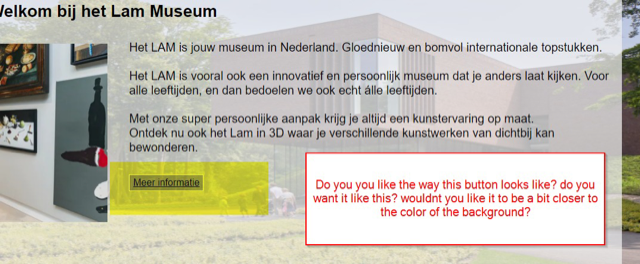 elkom bij het Lam Museum
Het LAM is jouw museum in Nederland. Gloednieuw en bomvol internationale topstukken.
Het LAM is vooral ook een innovatief en persoonlijk museum dat je anders laat kijken. Voor
alle leeftijden, en dan bedoelen we ook echt álle leeftijden.
Met onze super persoonlijke aanpak krijg je altijd een kunstervaring op maat.
Ontdek nu ook het Lam in 3D waar je verschillende kunstwerken van dichtbij kan
bewonderen.
Meer informatie
Do you you like the way this button looks like? do you
want it like this? wouldnt you like it to be a bit closer to
the color of the background?